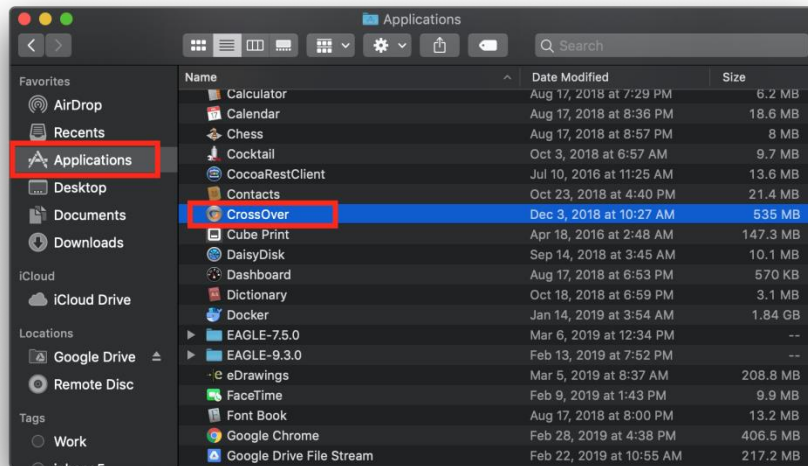 Applications
Search
Favorites
AirDrop
Recents
Applications
Desktop
Documents
Downloads
iCloud
iCloud Drive
Locations
Google Drive
Remote Disc
Tags
Work
Name Date Modified Size
Calculator Aug 17, 2018 at 7:29 PM 6.2 MB
Calendar Aug 17, 2018 at 8:36 PM 18.6 MB
Chess Aug 17, 2018 at 8:57 PM 8 MB
Cocktail Oct 3, 2018 at 6:57 AM 9.7 MB
CocoaRestClient Jul 10, 2016 at 11:25 AM 13.6 MB
Contacts Oct 23, 2018 at 4:40 PM 21.4 MB
CrossOver Dec 3, 2018 at 10:27 AM 535 MB
Cube Print Apr 18, 2016 at 2:48 AM 147.3 MB
DaisyDisk Sep 14, 2018 at 3:45 AM 10.1 MB
Dashboard Aug 17, 2018 at 6:53 PM 570 KB
Dictionary Oct 18, 2018 at 6:59 PM 3.1 MB
Docker Jan 14, 2019 at 3:54 AM 1.84 GB
EAGLE-7.5.0 Mar 6, 2019 at 12:34 PM --
EAGLE-9.3.0 Feb 13, 2019 at 7:52 PM --
eDrawings Mar 5, 2019 at 8:37 AM 208.8 MB
FaceTime Feb 9, 2019 at 1:43 PM 9.9 MB
Font Book Aug 17, 2018 at 8:00 PM 13.2 MB
Google Chrome Feb 28, 2019 at 4:38 PM 406.5 MB
Google Drive File Stream Feb 22, 2019 at 10:55 AM 217.2 MB